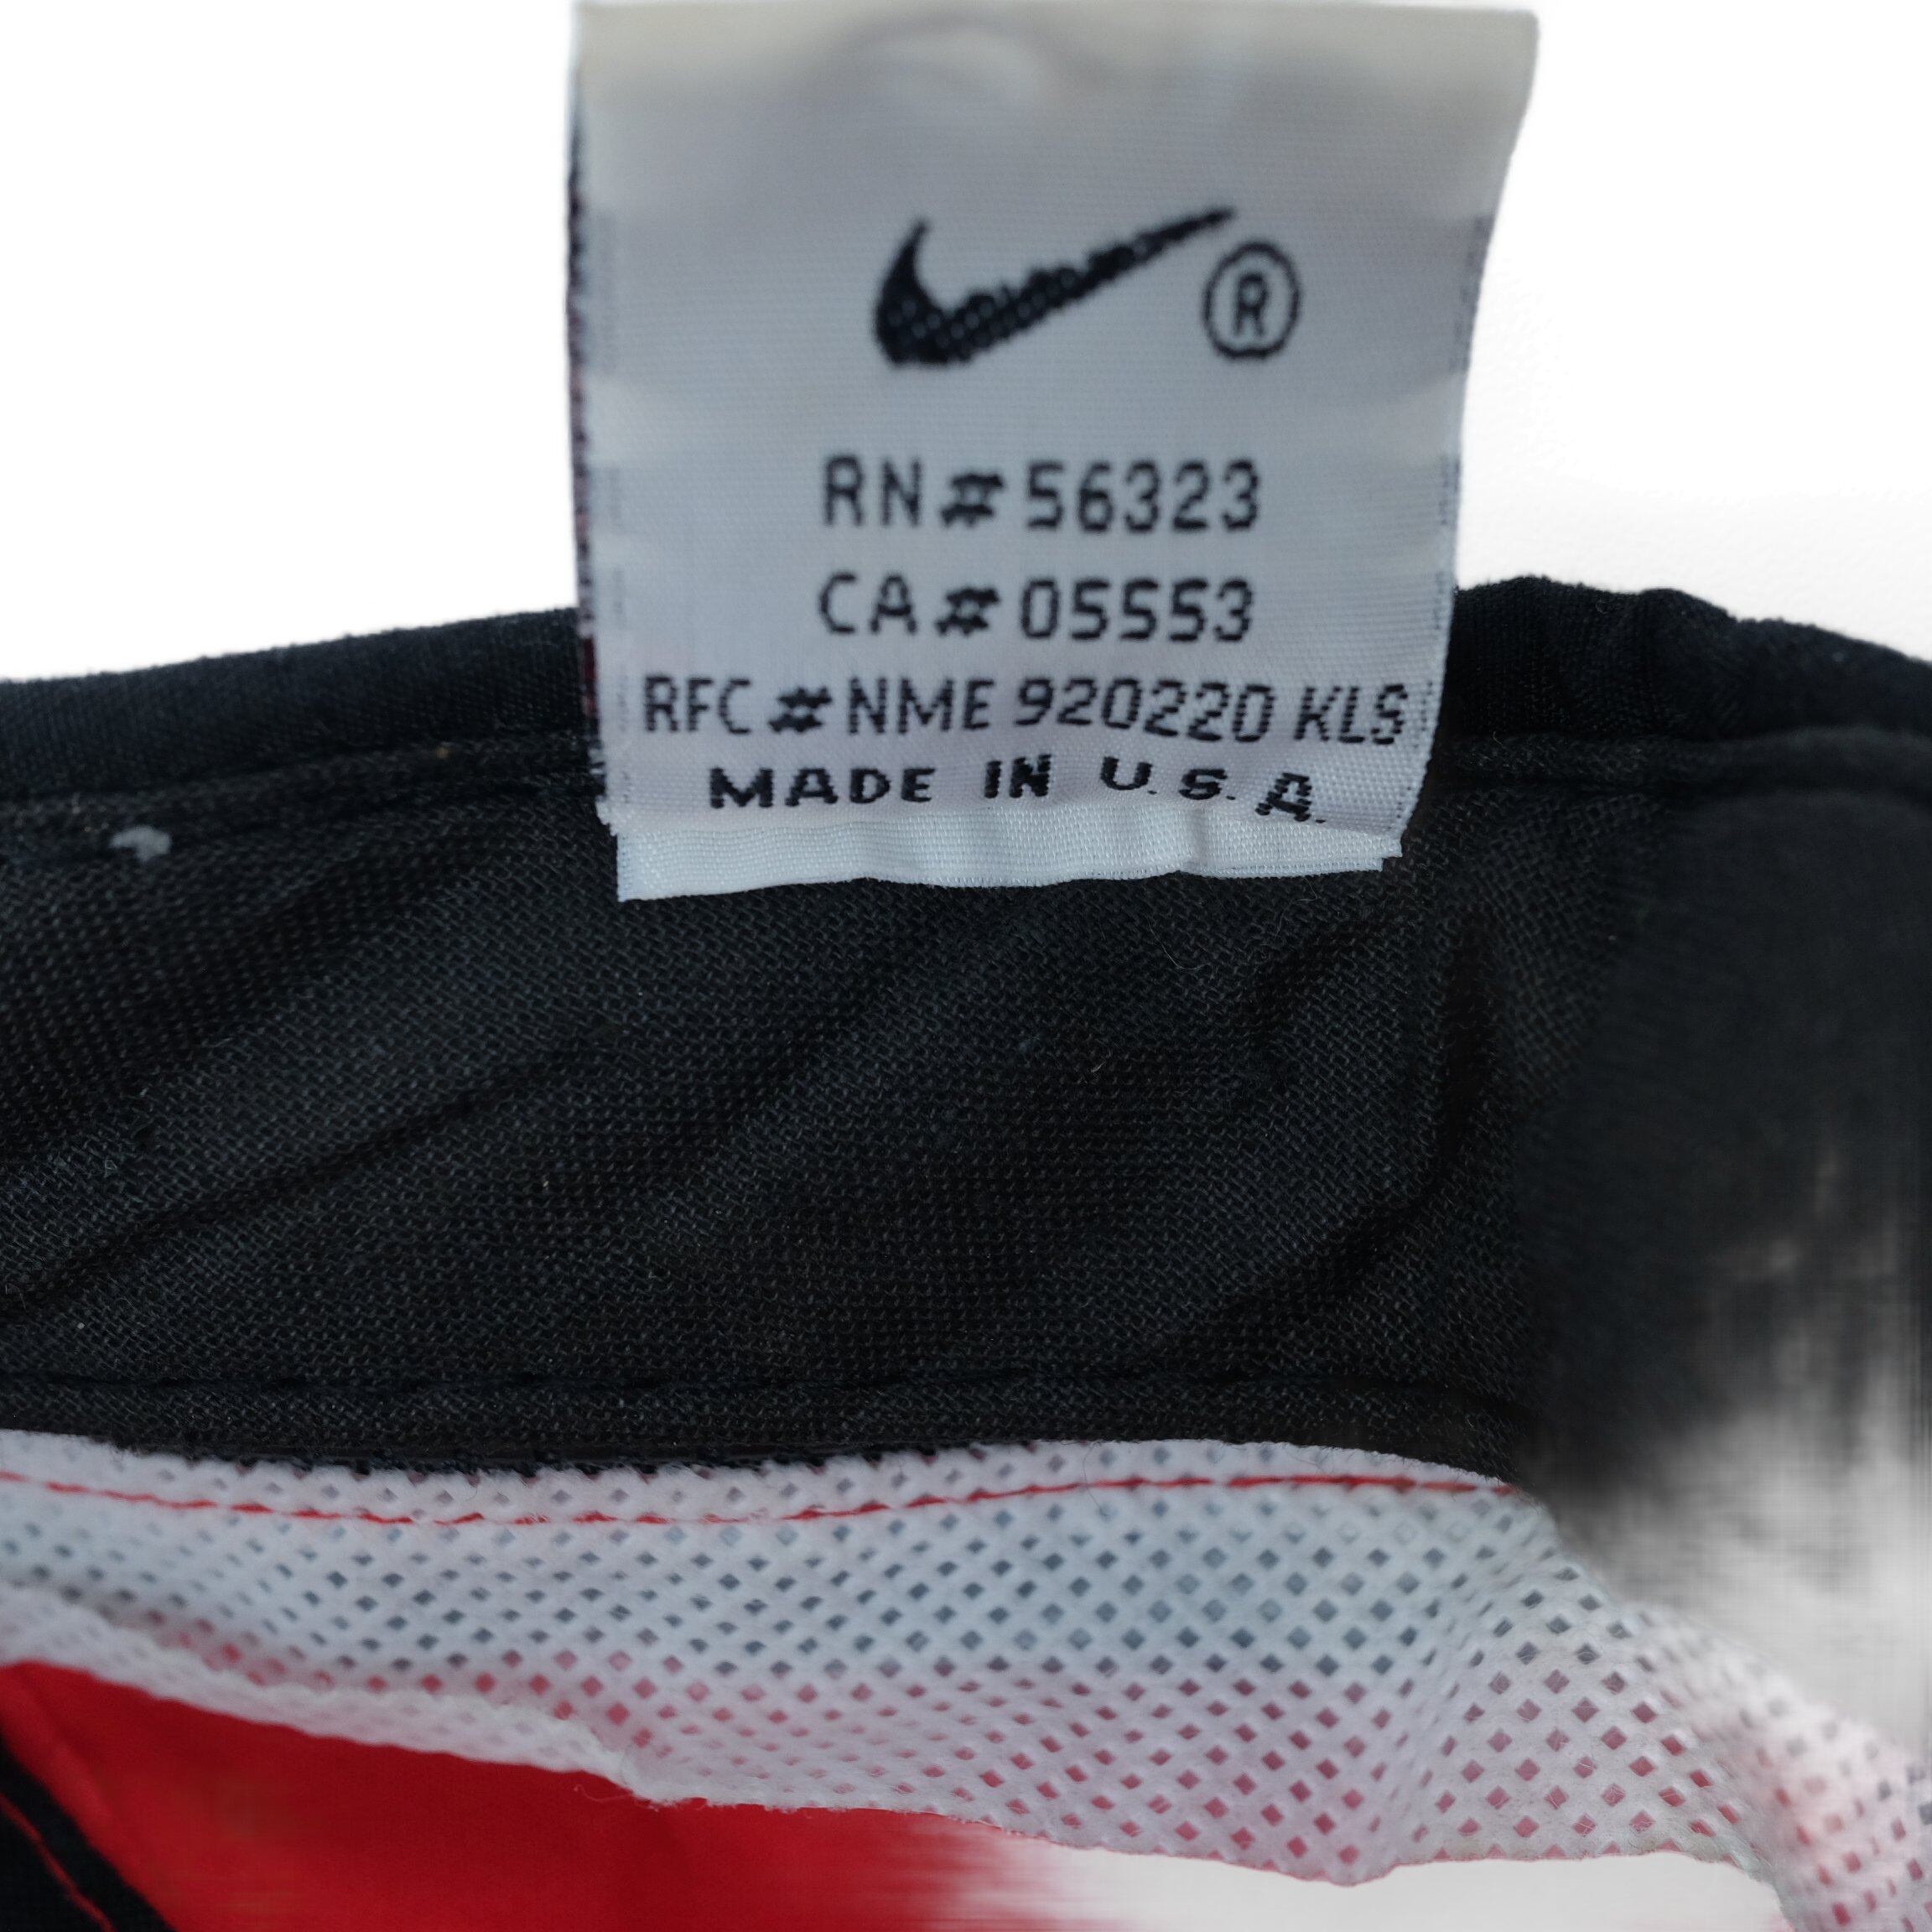 ®
RN#56323
CA#05553
RFC#NME 920220 KLS
MADE IN U.S.A.